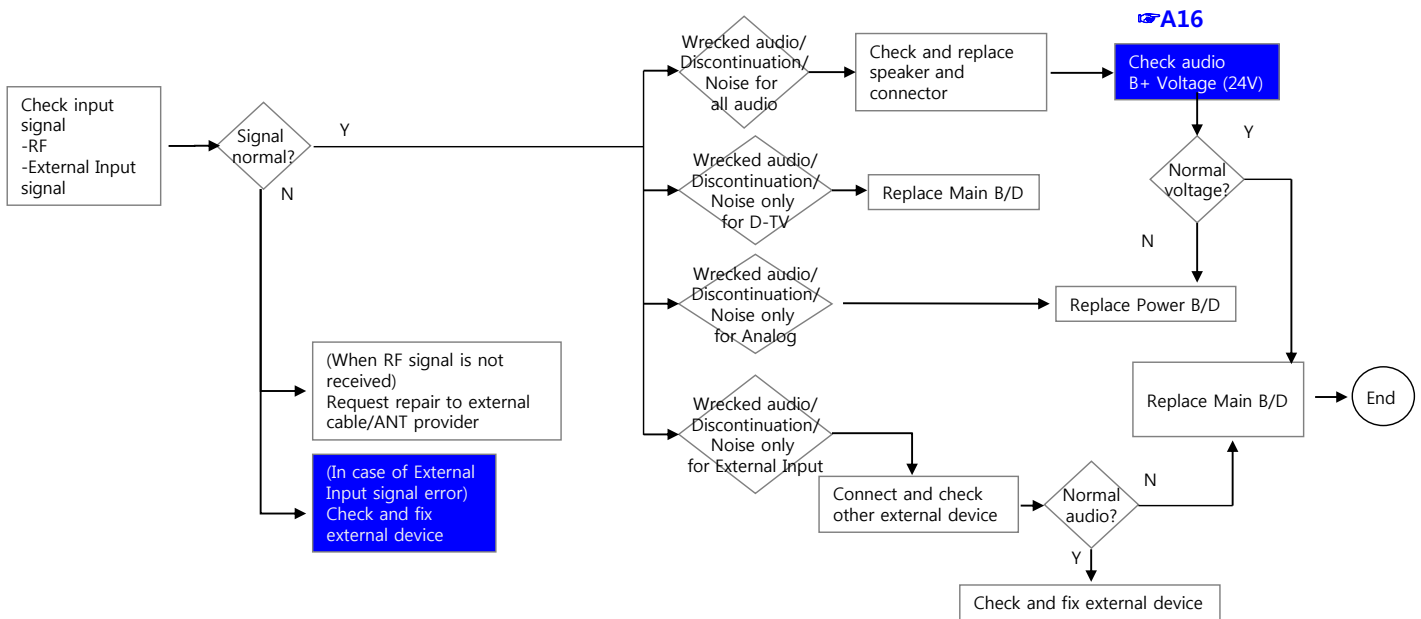 ☞A16
Check input
signal
-RF
-External Input
signal
Signal
normal?
Y
N
(When RF signal is not
received)
Request repair to external
cable/ANT provider
(In case of External
Input signal error)
Check and fix
external device
Wrecked audio/
Discontinuation/
Noise for
all audio
Check and replace
speaker and
connector
Check audio
B+ Voltage (24V)
Y
Normal
voltage?
N
Wrecked audio/
Discontinuation/
Noise only
for D-TV
Replace Main B/D
Wrecked audio/
Discontinuation/
Noise only
for Analog
Replace Power B/D
Wrecked audio/
Discontinuation/
Noise only
for External Input
Connect and check
other external device
Normal
audio?
N
Y
Replace Main B/D
End
Check and fix external device